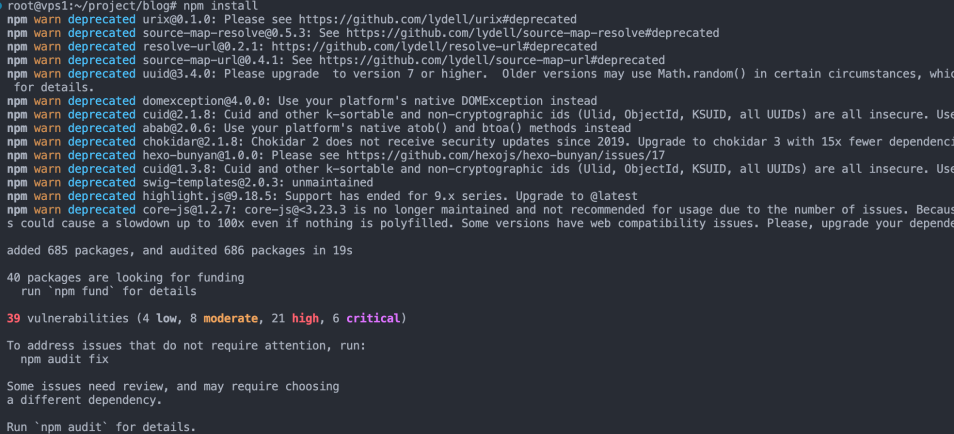 root@vps1:~/project/blog# npm install
npm warn deprecated urix@0.1.0: Please see https://github.com/lydell/urix#deprecated
npm warn deprecated source-map-resolve@0.5.3: See https://github.com/lydell/source-map-resolve#deprecated
npm warn deprecated resolve-url@0.2.1: https://github.com/lydell/resolve-url#deprecated
npm warn deprecated source-map-url@0.4.1: See https://github.com/lydell/source-map-url#deprecated
npm warn deprecated uuid@3.4.0: Please upgrade  to version 7 or higher.  Older versions may use Math.random() in certain circumstances, whic
 for details.
npm warn deprecated domexception@4.0.0: Use your platform's native DOMException instead
npm warn deprecated cuid@2.1.8: Cuid and other k-sortable and non-cryptographic ids (Ulid, ObjectId, KSUID, all UUIDs) are all insecure. Use
npm warn deprecated abab@2.0.6: Use your platform's native atob() and btoa() methods instead
npm warn deprecated chokidar@2.1.8: Chokidar 2 does not receive security updates since 2019. Upgrade to chokidar 3 with 15x fewer dependenci
npm warn deprecated hexo-bunyan@1.0.0: Please see https://github.com/hexojs/hexo-bunyan/issues/17
npm warn deprecated cuid@1.3.8: Cuid and other k-sortable and non-cryptographic ids (Ulid, ObjectId, KSUID, all UUIDs) are all insecure. Use
npm warn deprecated swig-templates@2.0.3: unmaintained
npm warn deprecated highlight.js@9.18.5: Support has ended for 9.x series. Upgrade to @latest
npm warn deprecated core-js@1.2.7: core-js@<3.23.3 is no longer maintained and not recommended for usage due to the number of issues. Becaus
s could cause a slowdown up to 100x even if nothing is polyfilled. Some versions have web compatibility issues. Please, upgrade your depende
added 685 packages, and audited 686 packages in 19s
40 packages are looking for funding
  run `npm fund` for details
39 vulnerabilities (4 low, 8 moderate, 21 high, 6 critical)
To address issues that do not require attention, run:
  npm audit fix
Some issues need review, and may require choosing
a different dependency.
Run `npm audit` for details.